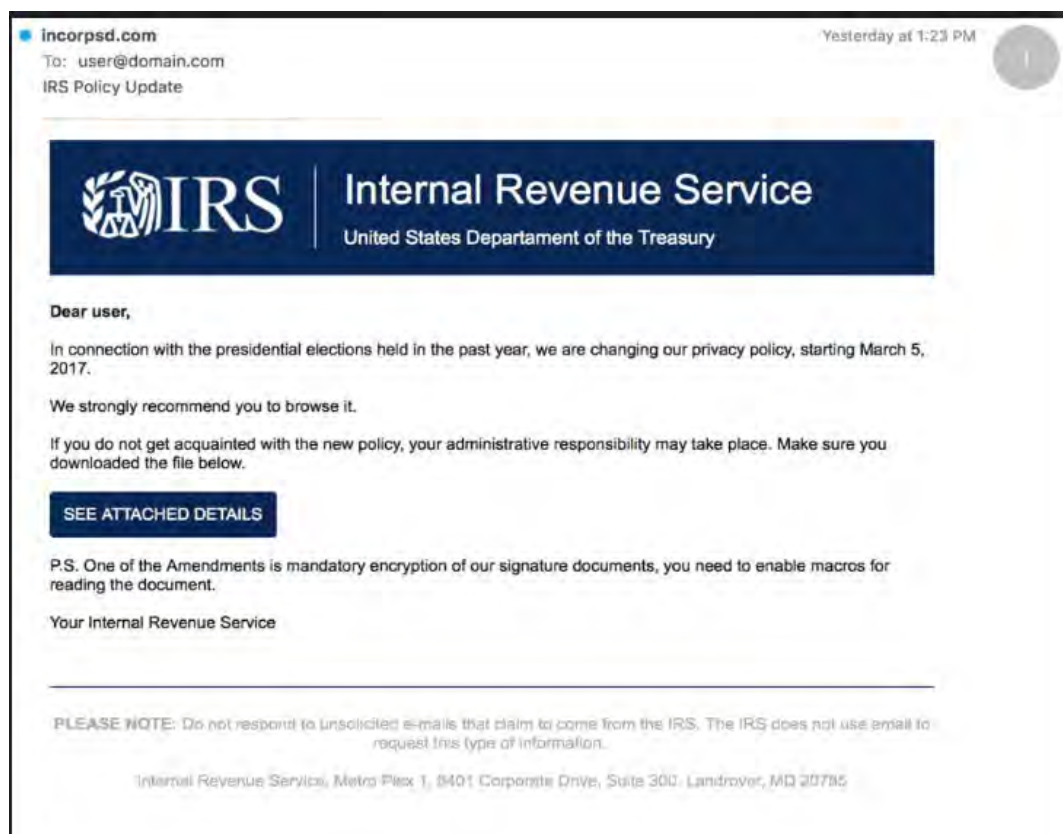 incorpsd.com
Yesterday at 1:23 PM
I
To: user@domain.com
IRS Policy Update
IRS
Internal Revenue Service
United States Departament of the Treasury
Dear user,
In connection with the presidential elections held in the past year, we are changing our privacy policy, starting March 5,
2017.
We strongly recommend you to browse it.
If you do not get acquainted with the new policy, your administrative responsibility may take place. Make sure you
downloaded the file below.
SEE ATTACHED DETAILS
P.S. One of the Amendments is mandatory encryption of our signature documents, you need to enable macros for
reading the document.
Your Internal Revenue Service
PLEASE NOTE: Do not respond to unsolicited e-mails that claim to come from the IRS. The IRS does not use email to
request this type of information.
Internal Revenue Service, Metro Plex 1, 8401 Corporate Drive, Suite 300, Landrover, MD 20785